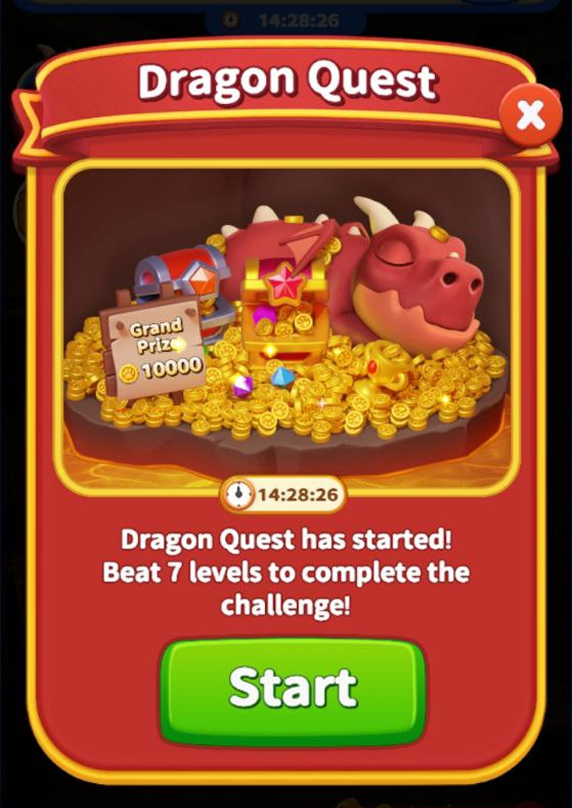 14:28:26
Dragon Quest
Grand
Prize
10000
14:28:26
Dragon Quest has started!
Beat 7 levels to complete the
challenge!
Start